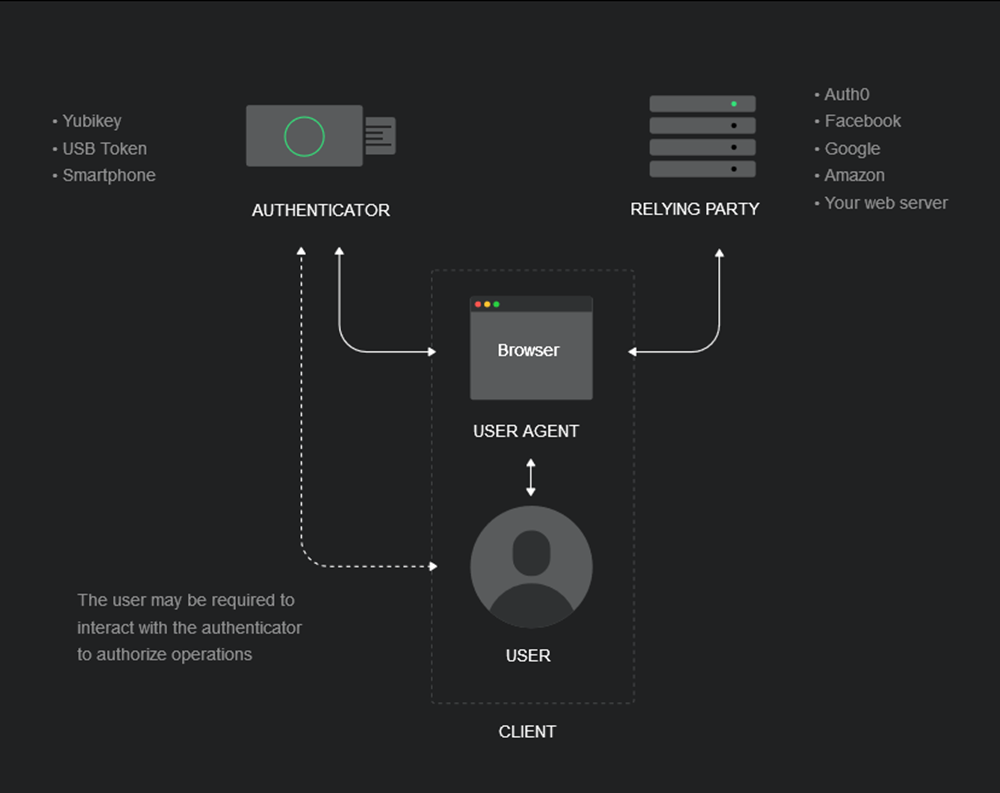 • Yubikey
• USB Token
• Smartphone
AUTHENTICATOR
• Auth0
• Facebook
• Google
• Amazon
• Your web server
RELYING PARTY
Browser
USER AGENT
The user may be required to
interact with the authenticator
to authorize operations
USER
CLIENT